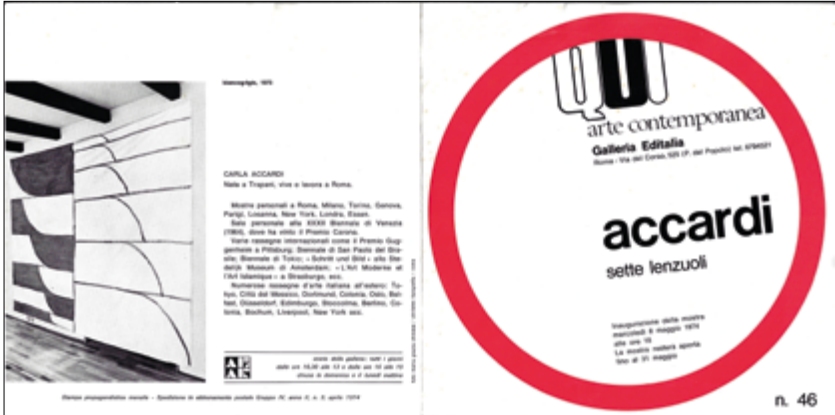 CARLA ACCARDI
Nata a Trapani, vive e lavora a Roma.
Mostre personali a Roma, Milano, Torino, Genova,
Parigi, Losanna, New York, Londra, Essen.
Sala personale alla XXXII Biennale di Venezia
(1964), dove ha vinto il Premio
Varie rassegne internazionali come il Premio Gug-
genheim a Pittsburg; Biennale di San Paolo del Bra-
sile; Biennale di Tokio; «Schrift und Bild» allo Ste-
delijk Museum di Amsterdam; «L'Art Moderne et
l'Art Islamique» a Strasburgo, ecc.
Numerose rassegne d'arte italiana all'estero: To-
kyo, Città del Messico, Dortmund, Colonia, Oslo, Bel-
fast, Düsseldorf, Edimburgo, Stoccolma, Berlino, Co-
lonia, Bochum, Liverpool, New York ecc.
orario della galleria: tutti i giorni
dalle ore 10,30 alle 13 e dalle ore 16 alle
chiuso la domenica e il lunedì mattina
Stampa propagandistica mensile - Spedizione in abbonamento postale Gruppo IV, anno n. 5, aprile 1974
QUI
arte contemporanea
Galleria Editalia
Roma - Via del Corso, 525 (P. del Popolo) tel.
accardi
sette lenzuoli
Inaugurazione della mostra
mercoledì 8 maggio 1974
alle ore 18
La mostra resterà aperta
fino al 31 maggio
n. 46